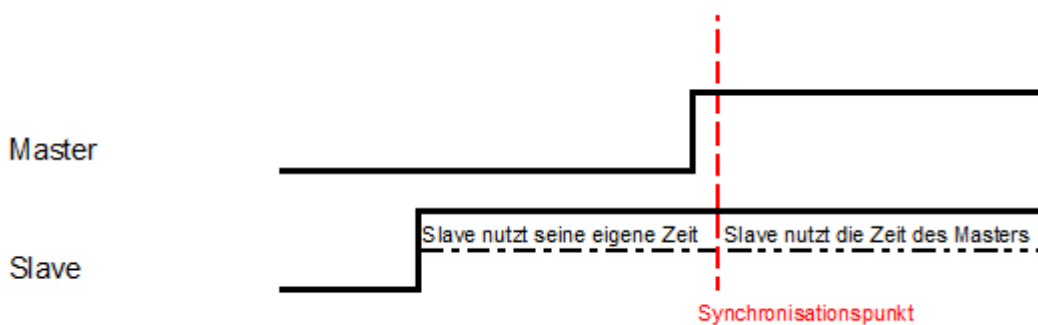 Master
Slave nutzt seine eigene Zeit
Slave nutzt die Zeit des Masters
Slave
Synchronisationspunkt